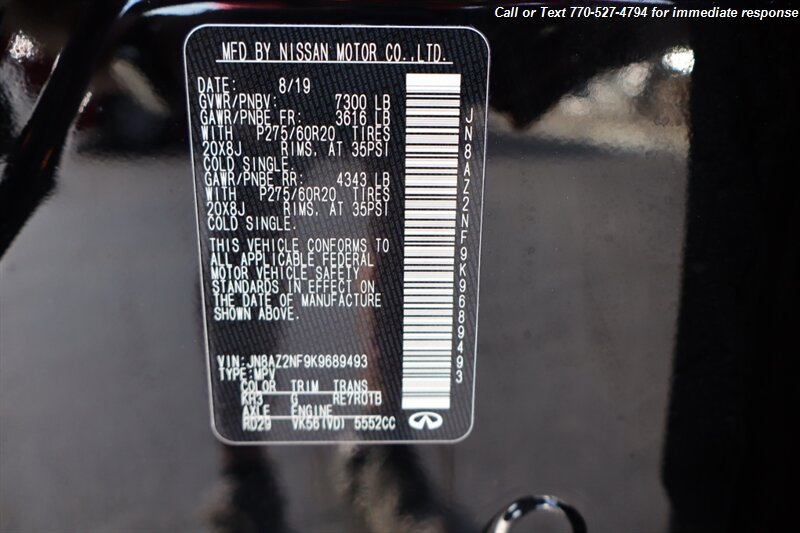 Call or Text 770-527-4794 for immediate response
MFD BY NISSAN MOTOR CO.,LTD.
DATE: 8/19
GVWR/PNBV: 7300 LB
GAWR/PNBE FR: 3616 LB
WITH P275/60R20 TIRES
20X8J RIMS, AT 35PSI
COLD SINGLE.
GAWR/PNBE RR: 4343 LB
WITH P275/60R20 TIRES
20X8J RIMS, AT 35PSI
COLD SINGLE.
THIS VEHICLE CONFORMS TO
ALL APPLICABLE FEDERAL
MOTOR VEHICLE SAFETY
STANDARDS IN EFFECT ON
THE DATE OF MANUFACTURE
SHOWN ABOVE.
VIN:JN8AZ2NF9K9689493
TYPE:MPV
COLOR TRIM TRANS
KH3 G RE7R01B
AXLE ENGINE
RD29 VK56(VD) 5552CC
JN8AZ2NF9K9689493